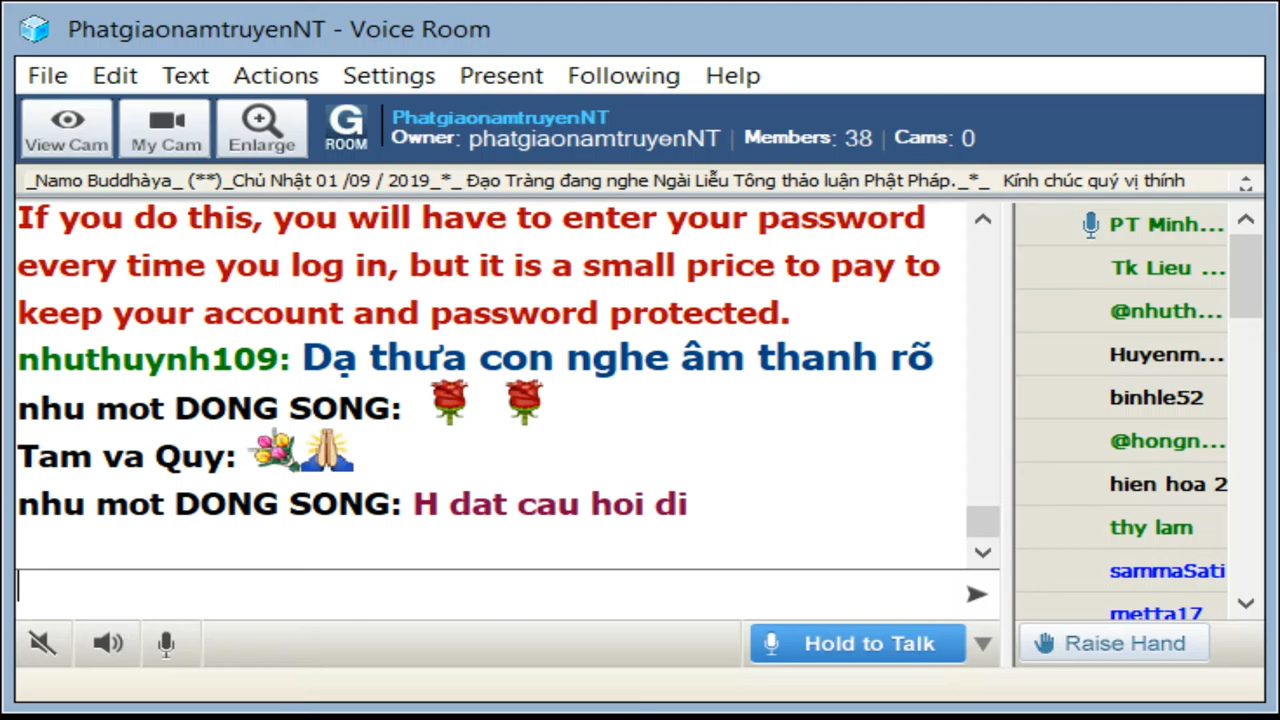 PhatgiaonamtruyenNT - Voice Room
File Edit Text Actions Settings Present Following Help
View Cam My Cam Enlarge G ROOM
PhatgiaonamtruyenNT
Owner: phatgiaonamtruyenNT | Members: 38 | Cams: 0
_Namo Buddhàya_ (**)_Chủ Nhật 01 /09 / 2019_*_ Đạo Tràng đang nghe Ngài Liễu Tông thảo luận Phật Pháp._*_ Kính chúc quý vị thính
If you do this, you will have to enter your password
every time you log in, but it is a small price to pay to
keep your account and password protected.
nhuthuynh109: Dạ thưa con nghe âm thanh rõ
nhu mot DONG SONG:
Tam va Quy:
nhu mot DONG SONG: H dat cau hoi di
PT Minh...
Tk Lieu ...
@nhuth...
Huyenm...
binhle52
@hongn...
hien hoa 2
thy lam
sammaSati
metta17
Hold to Talk
Raise Hand